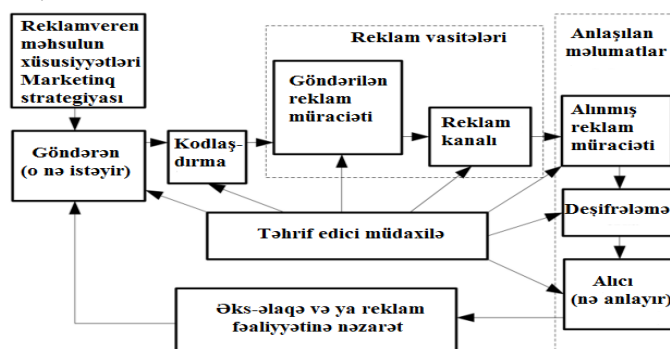 Reklamveren
məhsulun
xüsusiyyətləri
Marketinq
strategiyası
Reklam vasitələri
Anlaşılan
məlumatlar
Göndərilən
reklam
müraciəti
Reklam
kanalı
Alınmış
reklam
müraciəti
Göndərən
(o nə istəyir)
Kodlaş-
dırma
Təhrif edici müdaxilə
Deşifrələmə
Alıcı
(nə anlayır)
Əks-əlaqə və ya reklam
fəaliyyətinə nəzarət